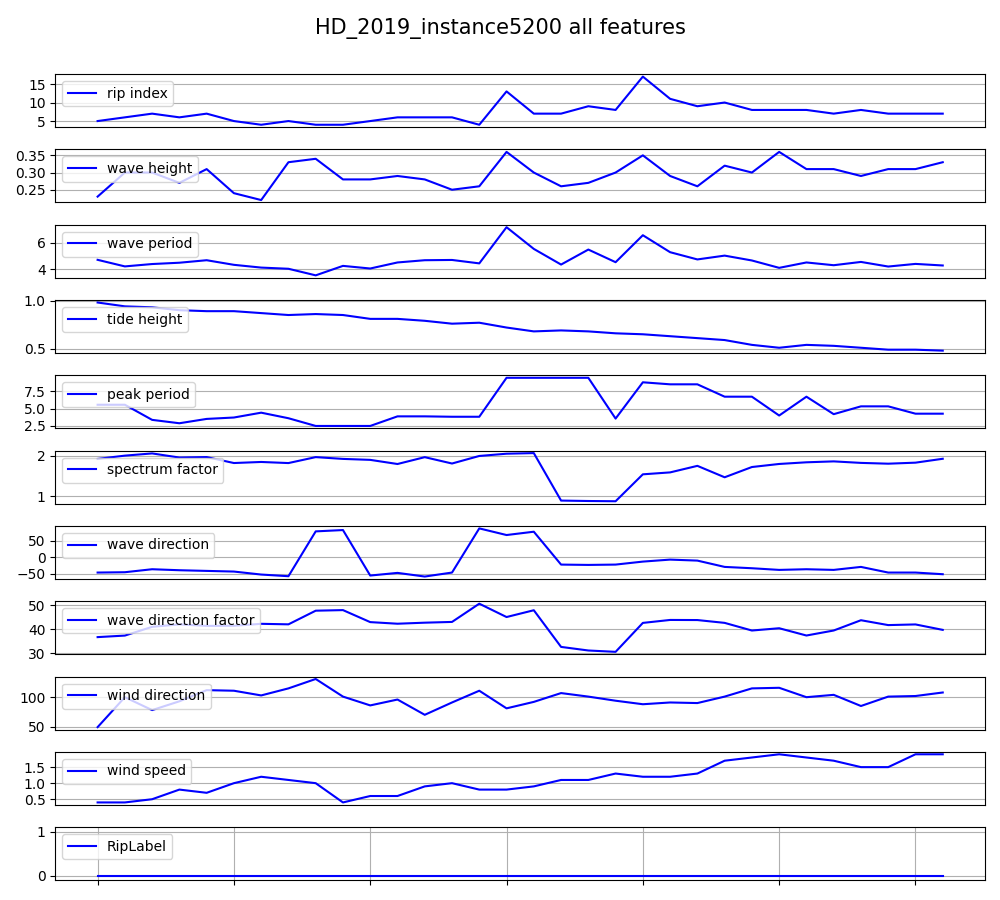 HD_2019_instance5200 all features
15
10
5
rip index
0.35
0.30
0.25
wave height
6
4
wave period
1.0
0.5
tide height
7.5
5.0
2.5
peak period
2
1
spectrum factor
50
0
−50
wave direction
50
40
30
wave direction factor
100
50
wind direction
1.5
1.0
0.5
wind speed
1
0
RipLabel